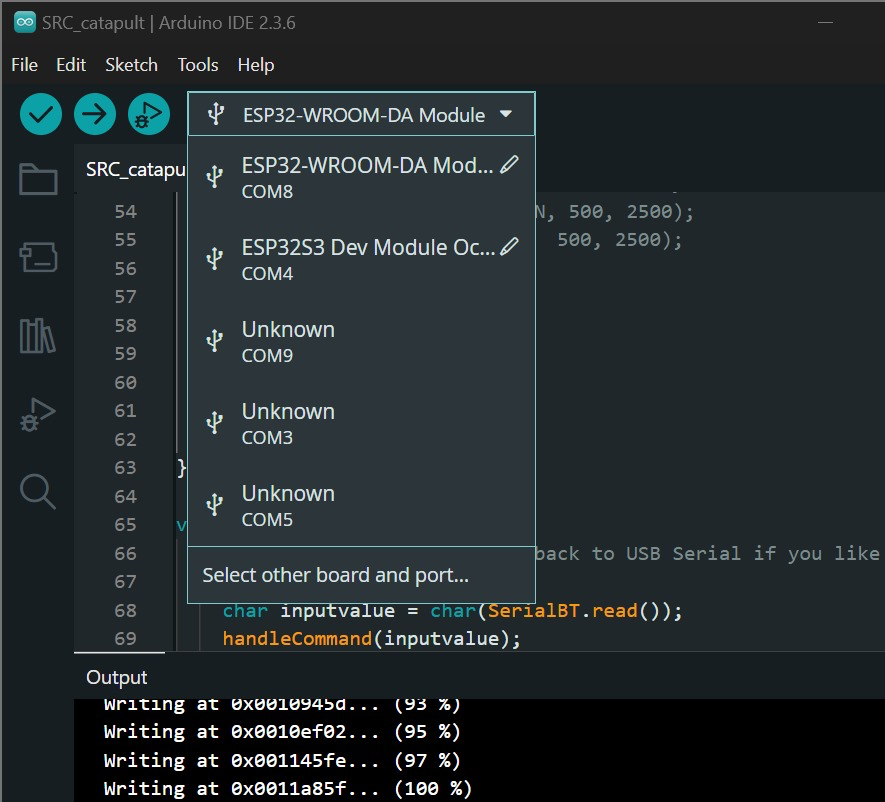 SRC_catapult | Arduino IDE 2.3.6
File Edit Sketch Tools Help
ESP32-WROOM-DA Module
SRC_catapu
ESP32-WROOM-DA Mod...
COM8
ESP32S3 Dev Module Oc...
COM4
Unknown
COM9
Unknown
COM3
Unknown
COM5
Select other board and port...
54 N, 500, 2500);
55 500, 2500);
56
57
58
59
60
61
62
63 }
64
65 v
66 back to USB Serial if you like
67
68 char inputvalue = char(SerialBT.read());
69 handleCommand(inputvalue);
Output
Writing at 0x0010945d... (93 %)
Writing at 0x0010ef02... (95 %)
Writing at 0x001145fe... (97 %)
Writing at 0x0011a85f... (100 %)